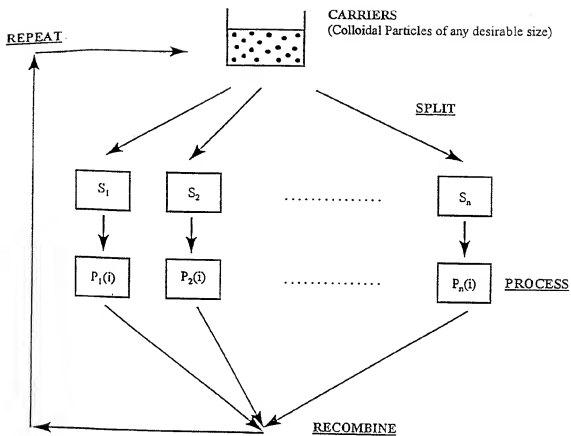 CARRIERS
(Colloidal Particles of any desirable size)
REPEAT
SPLIT
S₁ S₂ .............. Sₙ
P₁(i) P₂(i) .............. Pₙ(i) PROCESS
RECOMBINE